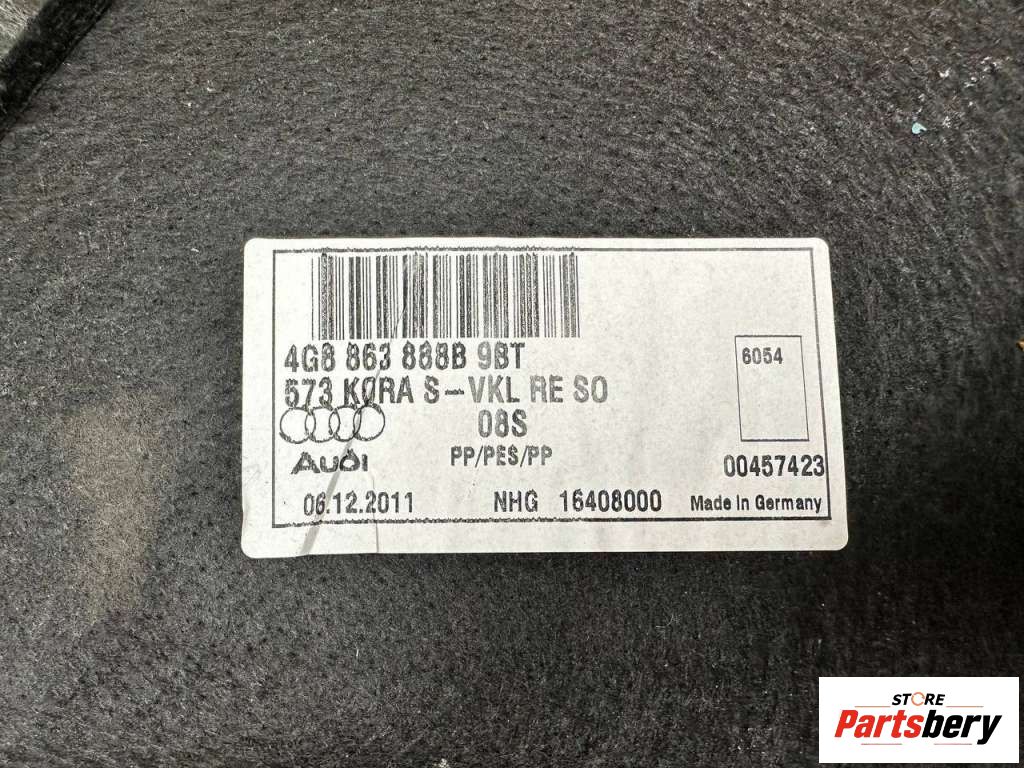 4G8 863 888B 9BT
6054
573 KORA S-VKL RE SO
08S
AUDI
PP/PES/PP
00457423
06.12.2011
NHG 16408000
Made in Germany
STORE
Partsbery